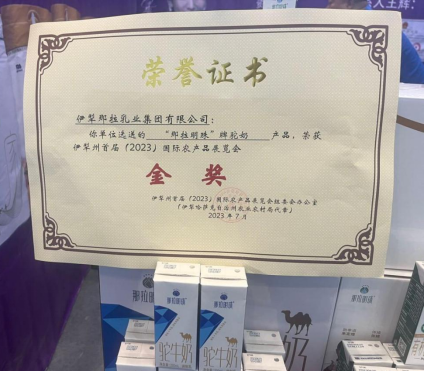 荣誉证书
伊犁那拉乳业集团有限公司：
你单位选送的 “那拉明珠”牌驼奶 产品，荣获
伊犁州首届（2023）国际农产品展览会
金奖
伊犁州首届（2023）国际农产品展览会组委会办公室
（伊犁哈萨克自治州农业农村局代章）
2023年7月
那拉明珠
驼牛奶
驼牛奶